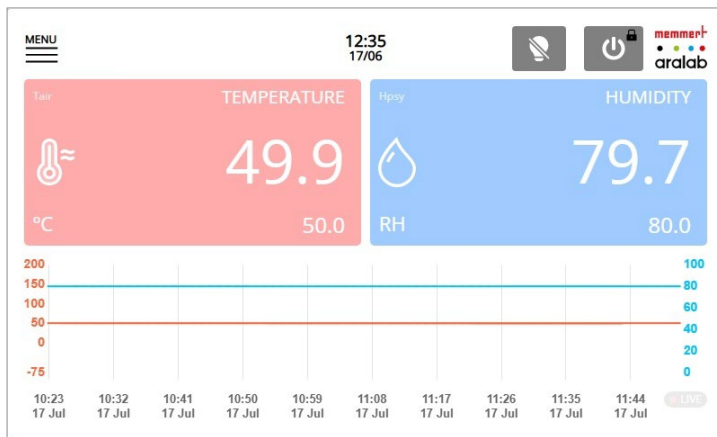 MENU
12:35
17/06
memmert
aralab
Tair
TEMPERATURE
49.9
°C
50.0
Hpsy
HUMIDITY
79.7
RH
80.0
200
150
100
50
0
-75
100
80
60
40
20
0
10:23 10:32 10:41 10:50 10:59 11:08 11:17 11:26 11:35 11:44
17 Jul 17 Jul 17 Jul 17 Jul 17 Jul 17 Jul 17 Jul 17 Jul 17 Jul 17 Jul
LIVE